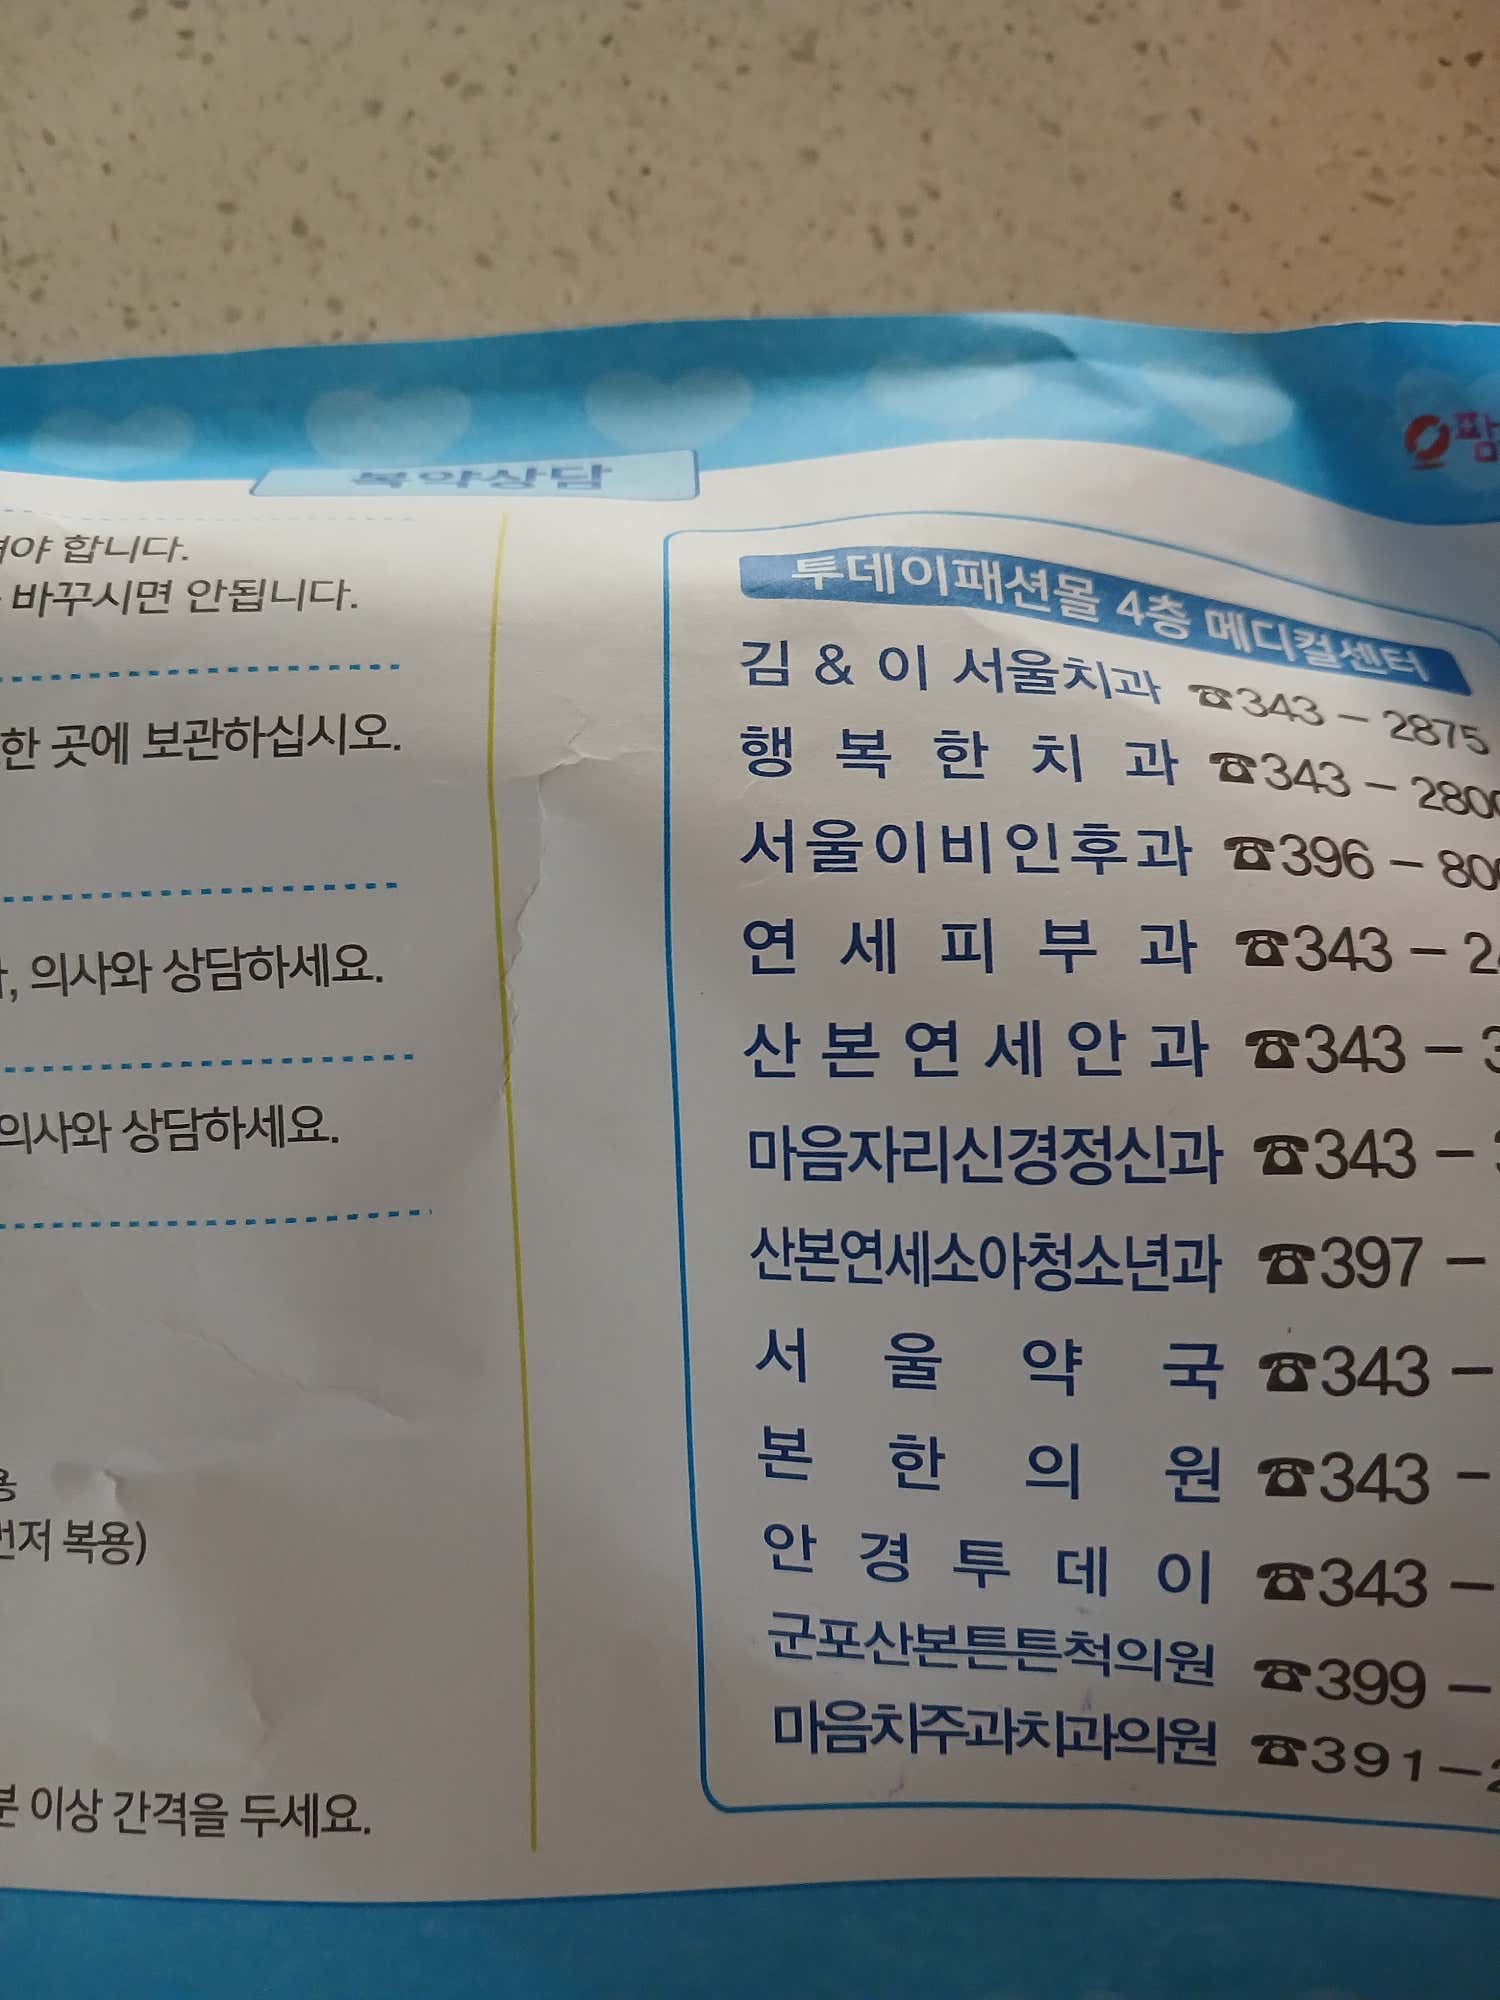 팜
복약상담
합니다.
바꾸시면 안됩니다.
한 곳에 보관하십시오.
의사와 상담하세요.
의사와 상담하세요.
용
먼저 복용)
분 이상 간격을 두세요.
투데이패션몰 4층 메디컬센터
김 & 이 서울치과 ☎343 - 2875
행복한치과 ☎343 - 280
서울이비인후과 ☎396 - 80
연세피부과 ☎343 - 2
산본연세안과 ☎343 - 3
마음자리신경정신과 ☎343 -
산본연세소아청소년과 ☎397 -
서울약국 ☎343 -
본한의원 ☎343 -
안경투데이 ☎343 -
군포산본튼튼척의원 ☎399 -
마음치주과치과의원 ☎391-2